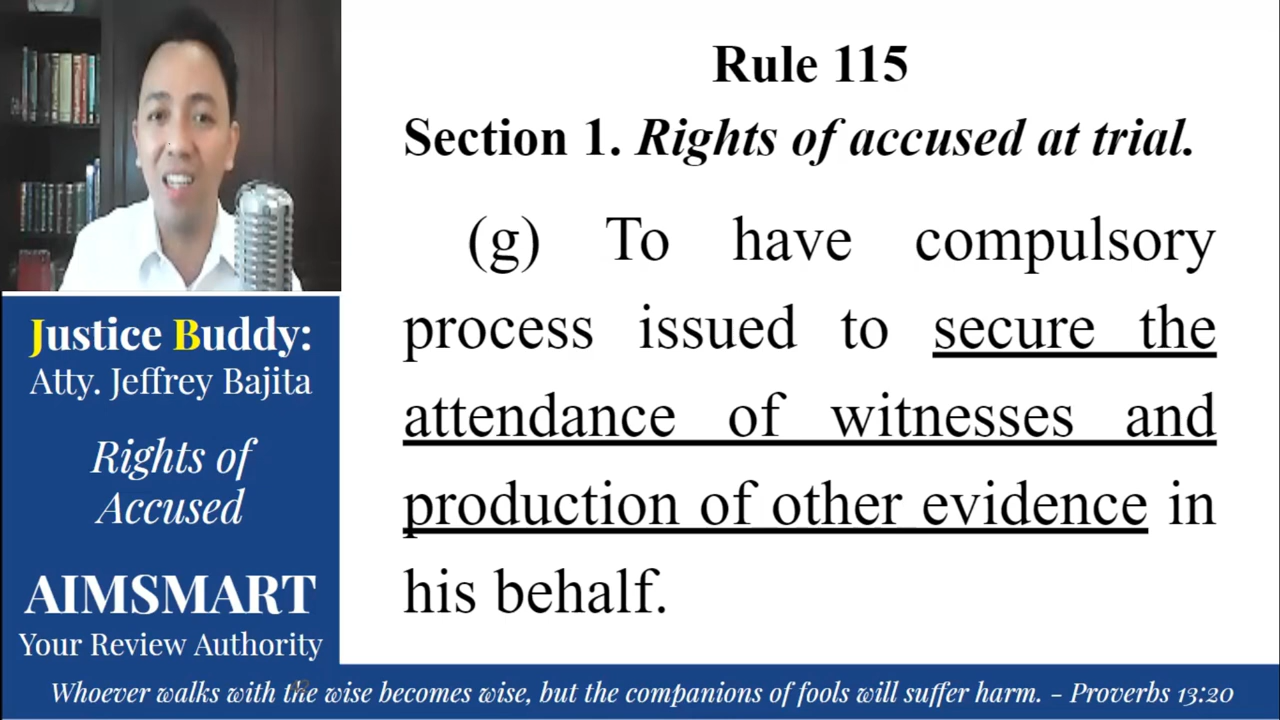 Rule 115
Section 1. Rights of accused at trial.
(g) To have compulsory
process issued to secure the
attendance of witnesses and
production of other evidence in
his behalf.
Justice Buddy:
Atty. Jeffrey Bajita
Rights of
Accused
AIMSMART
Your Review Authority
Whoever walks with the wise becomes wise, but the companions of fools will suffer harm. – Proverbs 13:20